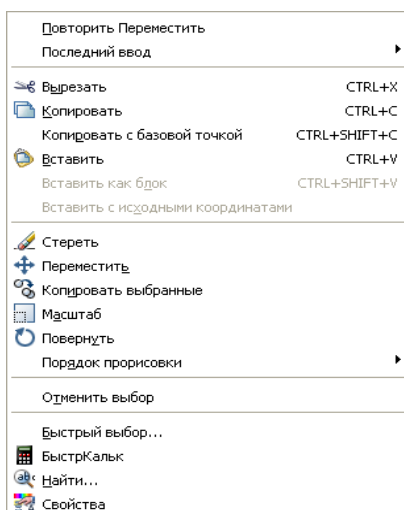 Повторить Переместить
Последний ввод
Вырезать CTRL+X
Копировать CTRL+C
Копировать с базовой точкой CTRL+SHIFT+C
Вставить CTRL+V
Вставить как блок CTRL+SHIFT+V
Вставить с исходными координатами
Стереть
Переместить
Копировать выбранные
Масштаб
Повернуть
Порядок прорисовки
Отменить выбор
Быстрый выбор...
БыстрКальк
Найти...
Свойства